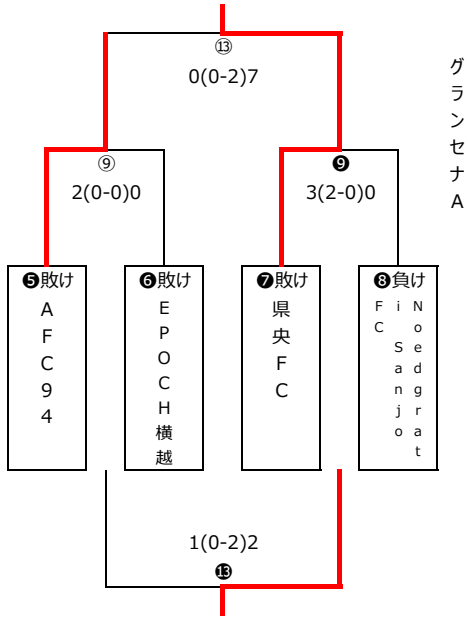 ⑬
0(0-2)7
グランセナA
⑨
2(0-0)0
❾
3(2-0)0
❺敗け
AFC94
❻敗け
EPOCH横越
❼敗け
県央FC
❽負け
Noedgrat
i Sanjo
FC
1(0-2)2
⓭